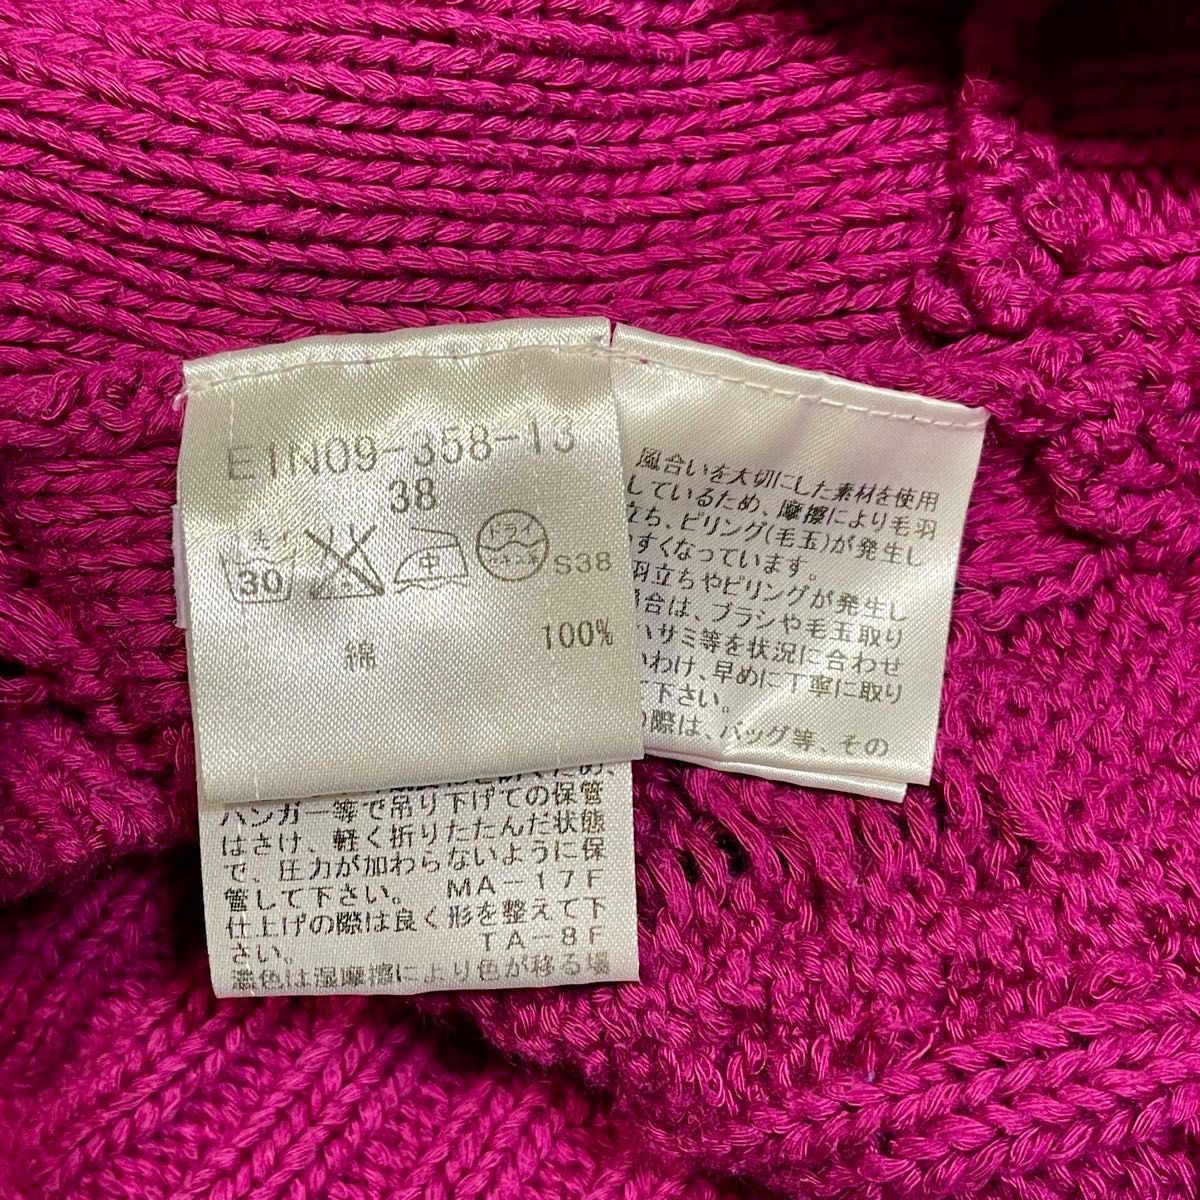 E1N09-358-13
38
30
ドライ
S38
綿 100%
ハンガー等で吊り下げての保管
はさけ、軽く折りたたんだ状態
で、圧力が加わらないように保
管して下さい。 MA-17F
仕上げの際は良く形を整えて下
さい。 TA-8F
濃色は湿摩擦により色が移る場
風合いを大切にした素材を使用
しているため、摩擦により毛羽
立ち、ピリング(毛玉)が発生し
すくなっています。
羽立ちやピリングが発生し
場合は、ブラシや毛玉取り
ハサミ等を状況に合わせ
いわけ、早めに丁寧に取り
て下さい。
の際は、バッグ等、その